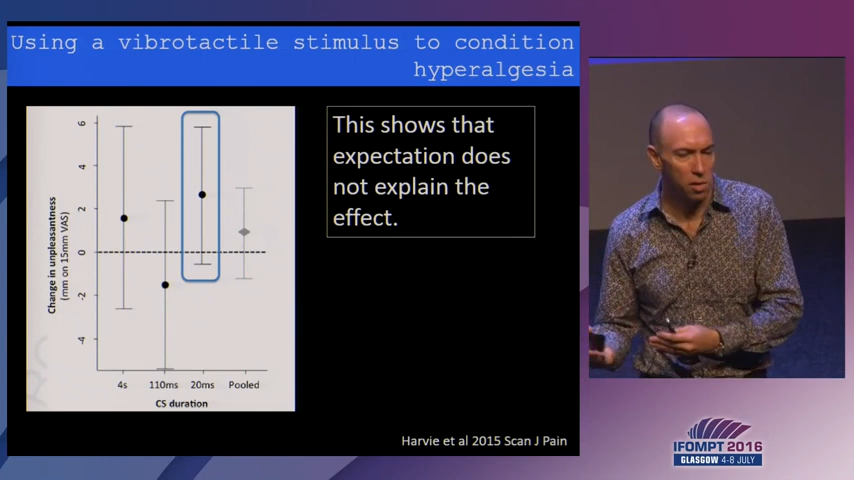 Using a vibrotactile stimulus to condition
hyperalgesia
6
4
2
0
-2
-4
Change in unpleasantness
(mm on 15mm VAS)
4s 110ms 20ms Pooled
CS duration
This shows that
expectation does
not explain the
effect.
Harvie et al 2015 Scan J Pain
IFOMPT 2016
GLASGOW 4-8 JULY